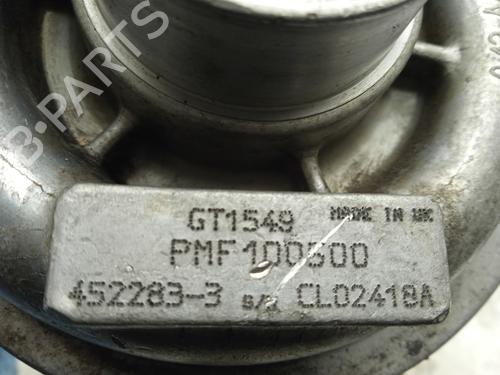 B-PARTS
GT1549 MADE IN UK
PMF100500
452283-3 S/N CL02418A